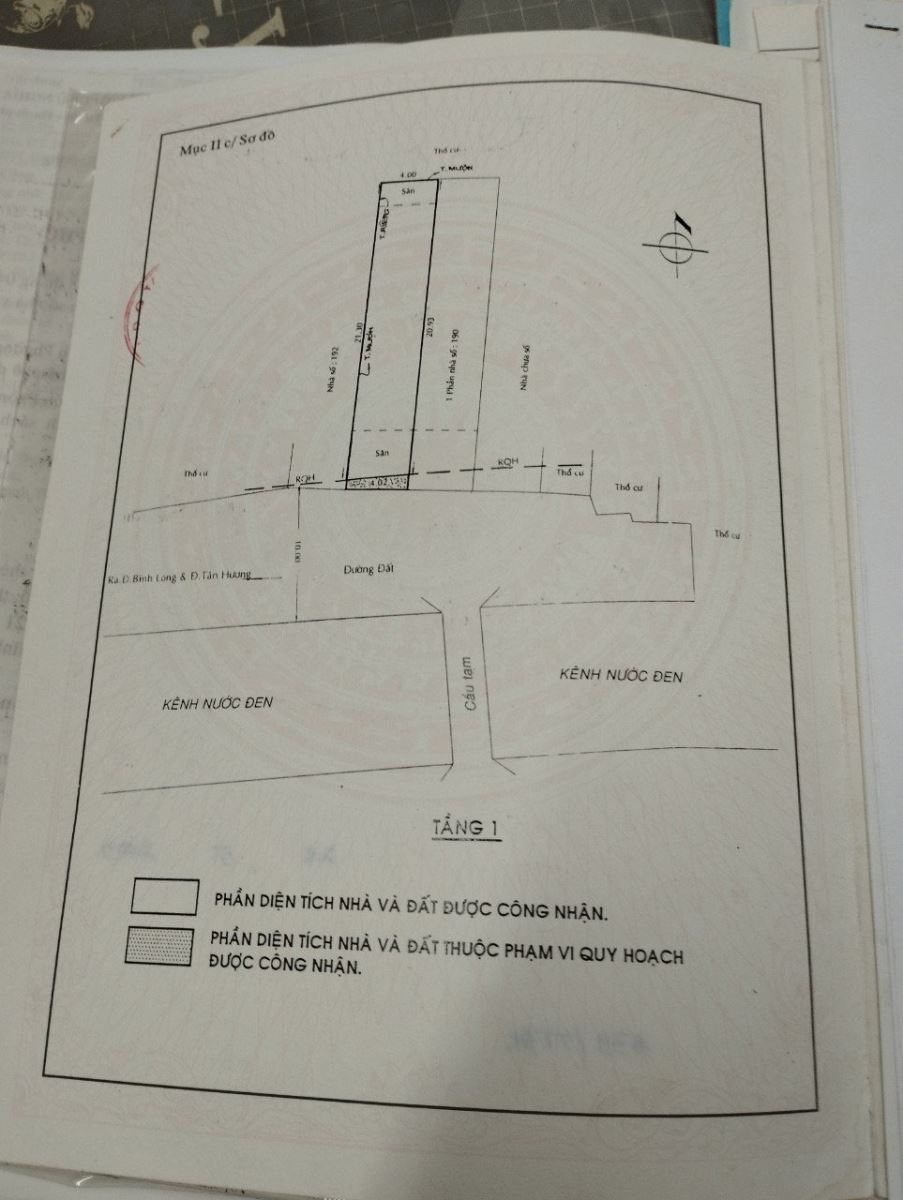 Mục II c/ Sơ đồ
Thổ cư
4.00
T. MƯỢN
Sân
T. RIÊNG
21.30
T. MƯỢN
20.93
Nhà số : 192
1 Phần nhà số : 190
Nhà chưa số
Sân
RQH
RQH
Thổ cư
Thổ cư
Thổ cư
Thổ cư
4.02
10.00
Đường Đất
Ra.Đ.Bình Long & Đ.Tân Hương
Cầu tạm
KÊNH NƯỚC ĐEN
KÊNH NƯỚC ĐEN
TẦNG 1
PHẦN DIỆN TÍCH NHÀ VÀ ĐẤT ĐƯỢC CÔNG NHẬN.
PHẦN DIỆN TÍCH NHÀ VÀ ĐẤT THUỘC PHẠM VI QUY HOẠCH
ĐƯỢC CÔNG NHẬN.